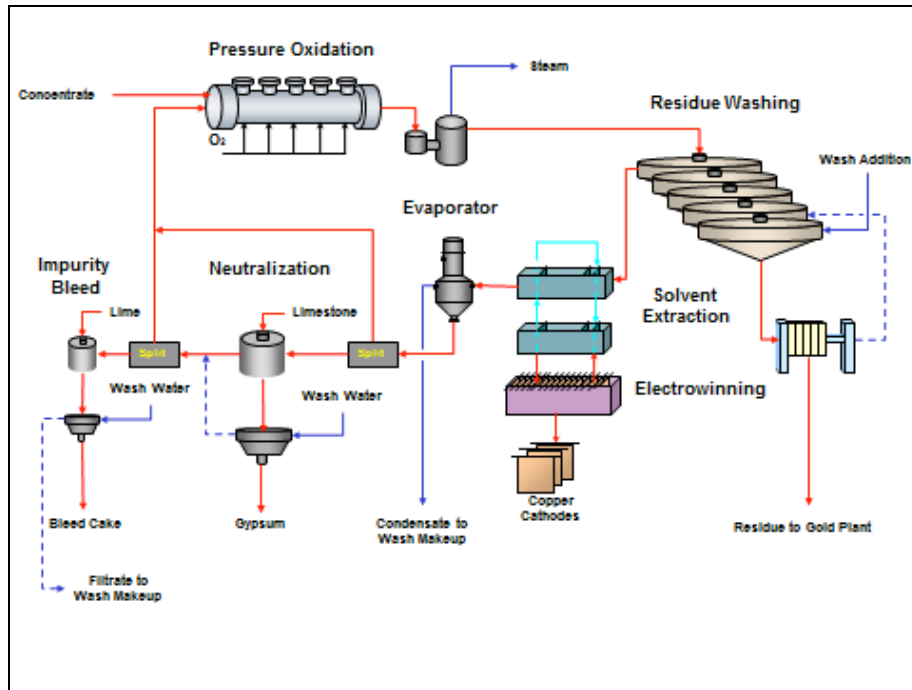 Pressure Oxidation
Steam
Concentrate
Residue Washing
O₂
Wash Addition
Evaporator
Impurity
Bleed
Neutralization
Solvent
Extraction
Lime
Limestone
Split
Split
Wash Water
Wash Water
Electrowinning
Copper
Cathodes
Bleed Cake
Gypsum
Condensate to
Wash Makeup
Residue to Gold Plant
Filtrate to
Wash Makeup